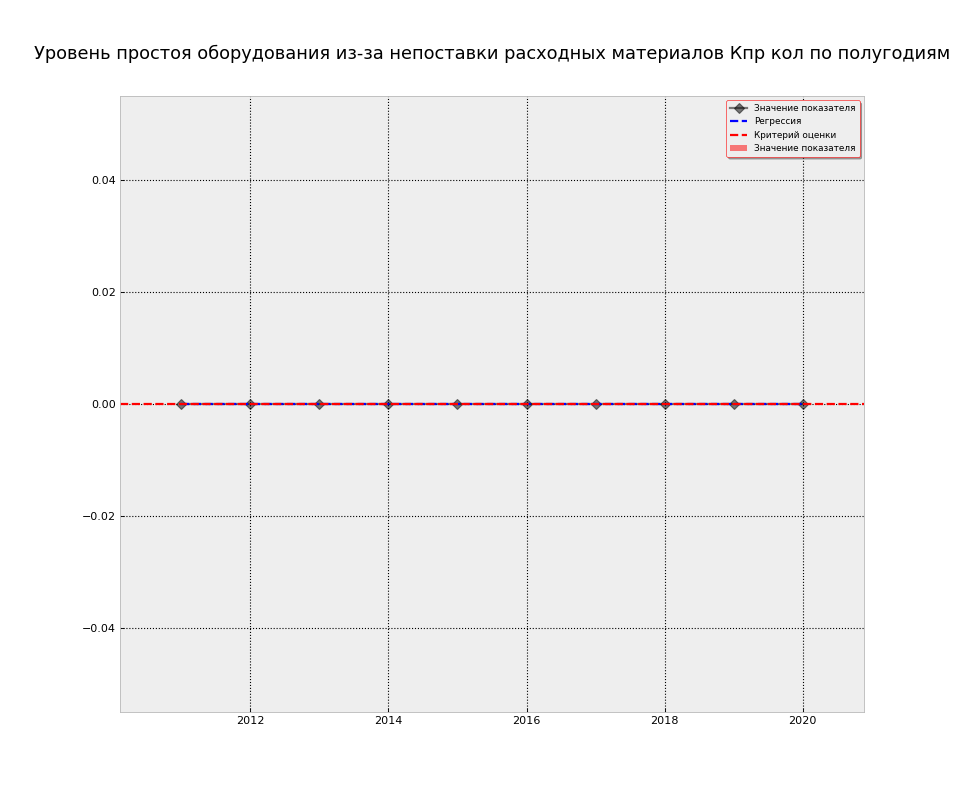 Уровень простоя оборудования из-за непоставки расходных материалов Кпр кол по полугодиям
Значение показателя
Регрессия
Критерий оценки
Значение показателя
0.04
0.02
0.00
−0.02
−0.04
2012 2014 2016 2018 2020